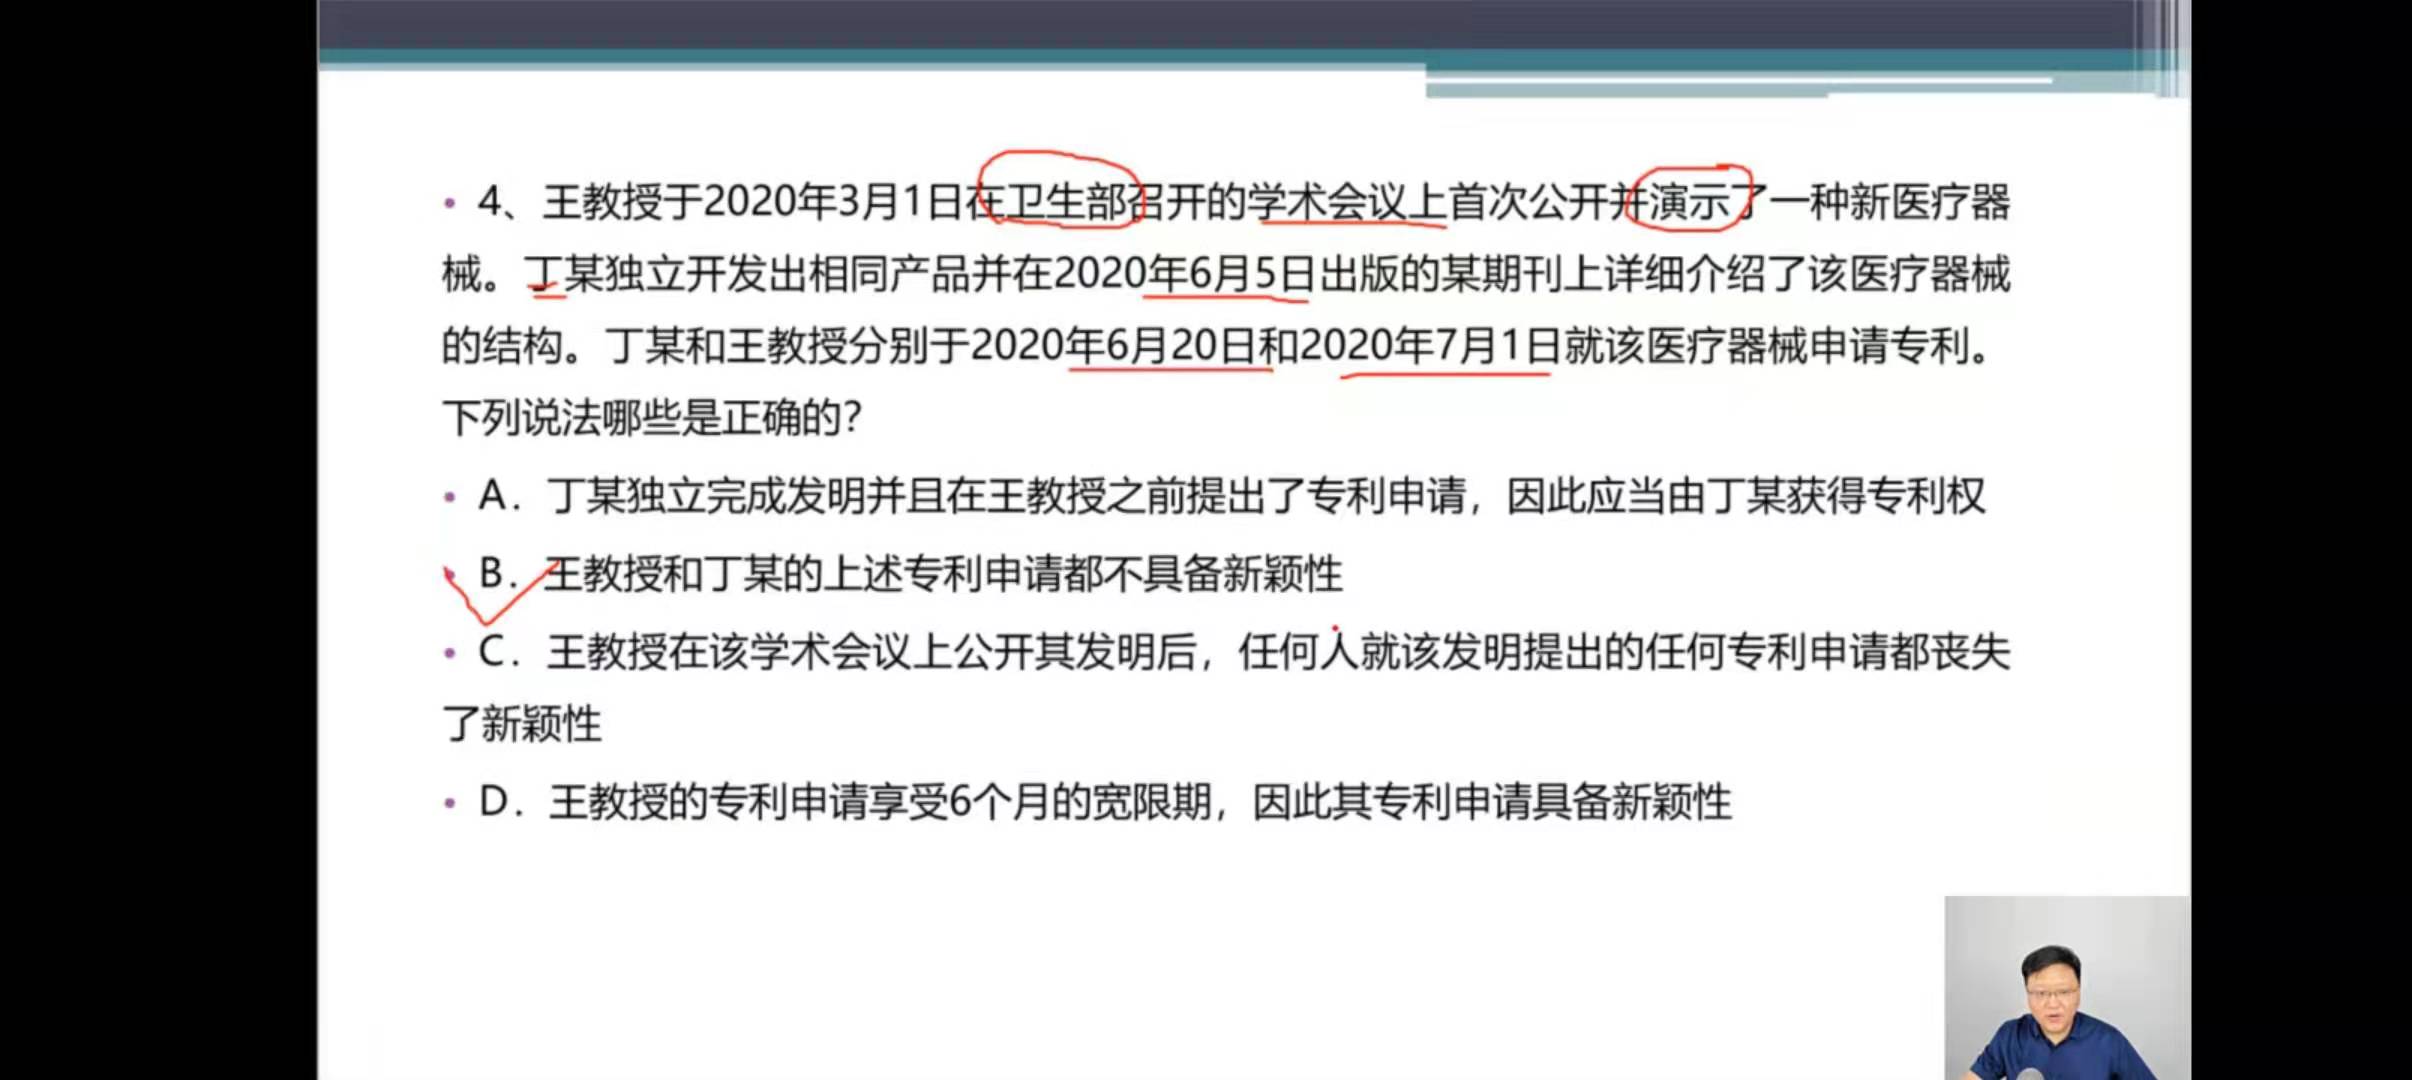 • 4、王教授于2020年3月1日在卫生部召开的学术会议上首次公开并演示了一种新医疗器
械。丁某独立开发出相同产品并在2020年6月5日出版的某期刊上详细介绍了该医疗器械
的结构。丁某和王教授分别于2020年6月20日和2020年7月1日就该医疗器械申请专利。
下列说法哪些是正确的?
• A．丁某独立完成发明并且在王教授之前提出了专利申请，因此应当由丁某获得专利权
• B．王教授和丁某的上述专利申请都不具备新颖性
• C．王教授在该学术会议上公开其发明后，任何人就该发明提出的任何专利申请都丧失
了新颖性
• D．王教授的专利申请享受6个月的宽限期，因此其专利申请具备新颖性